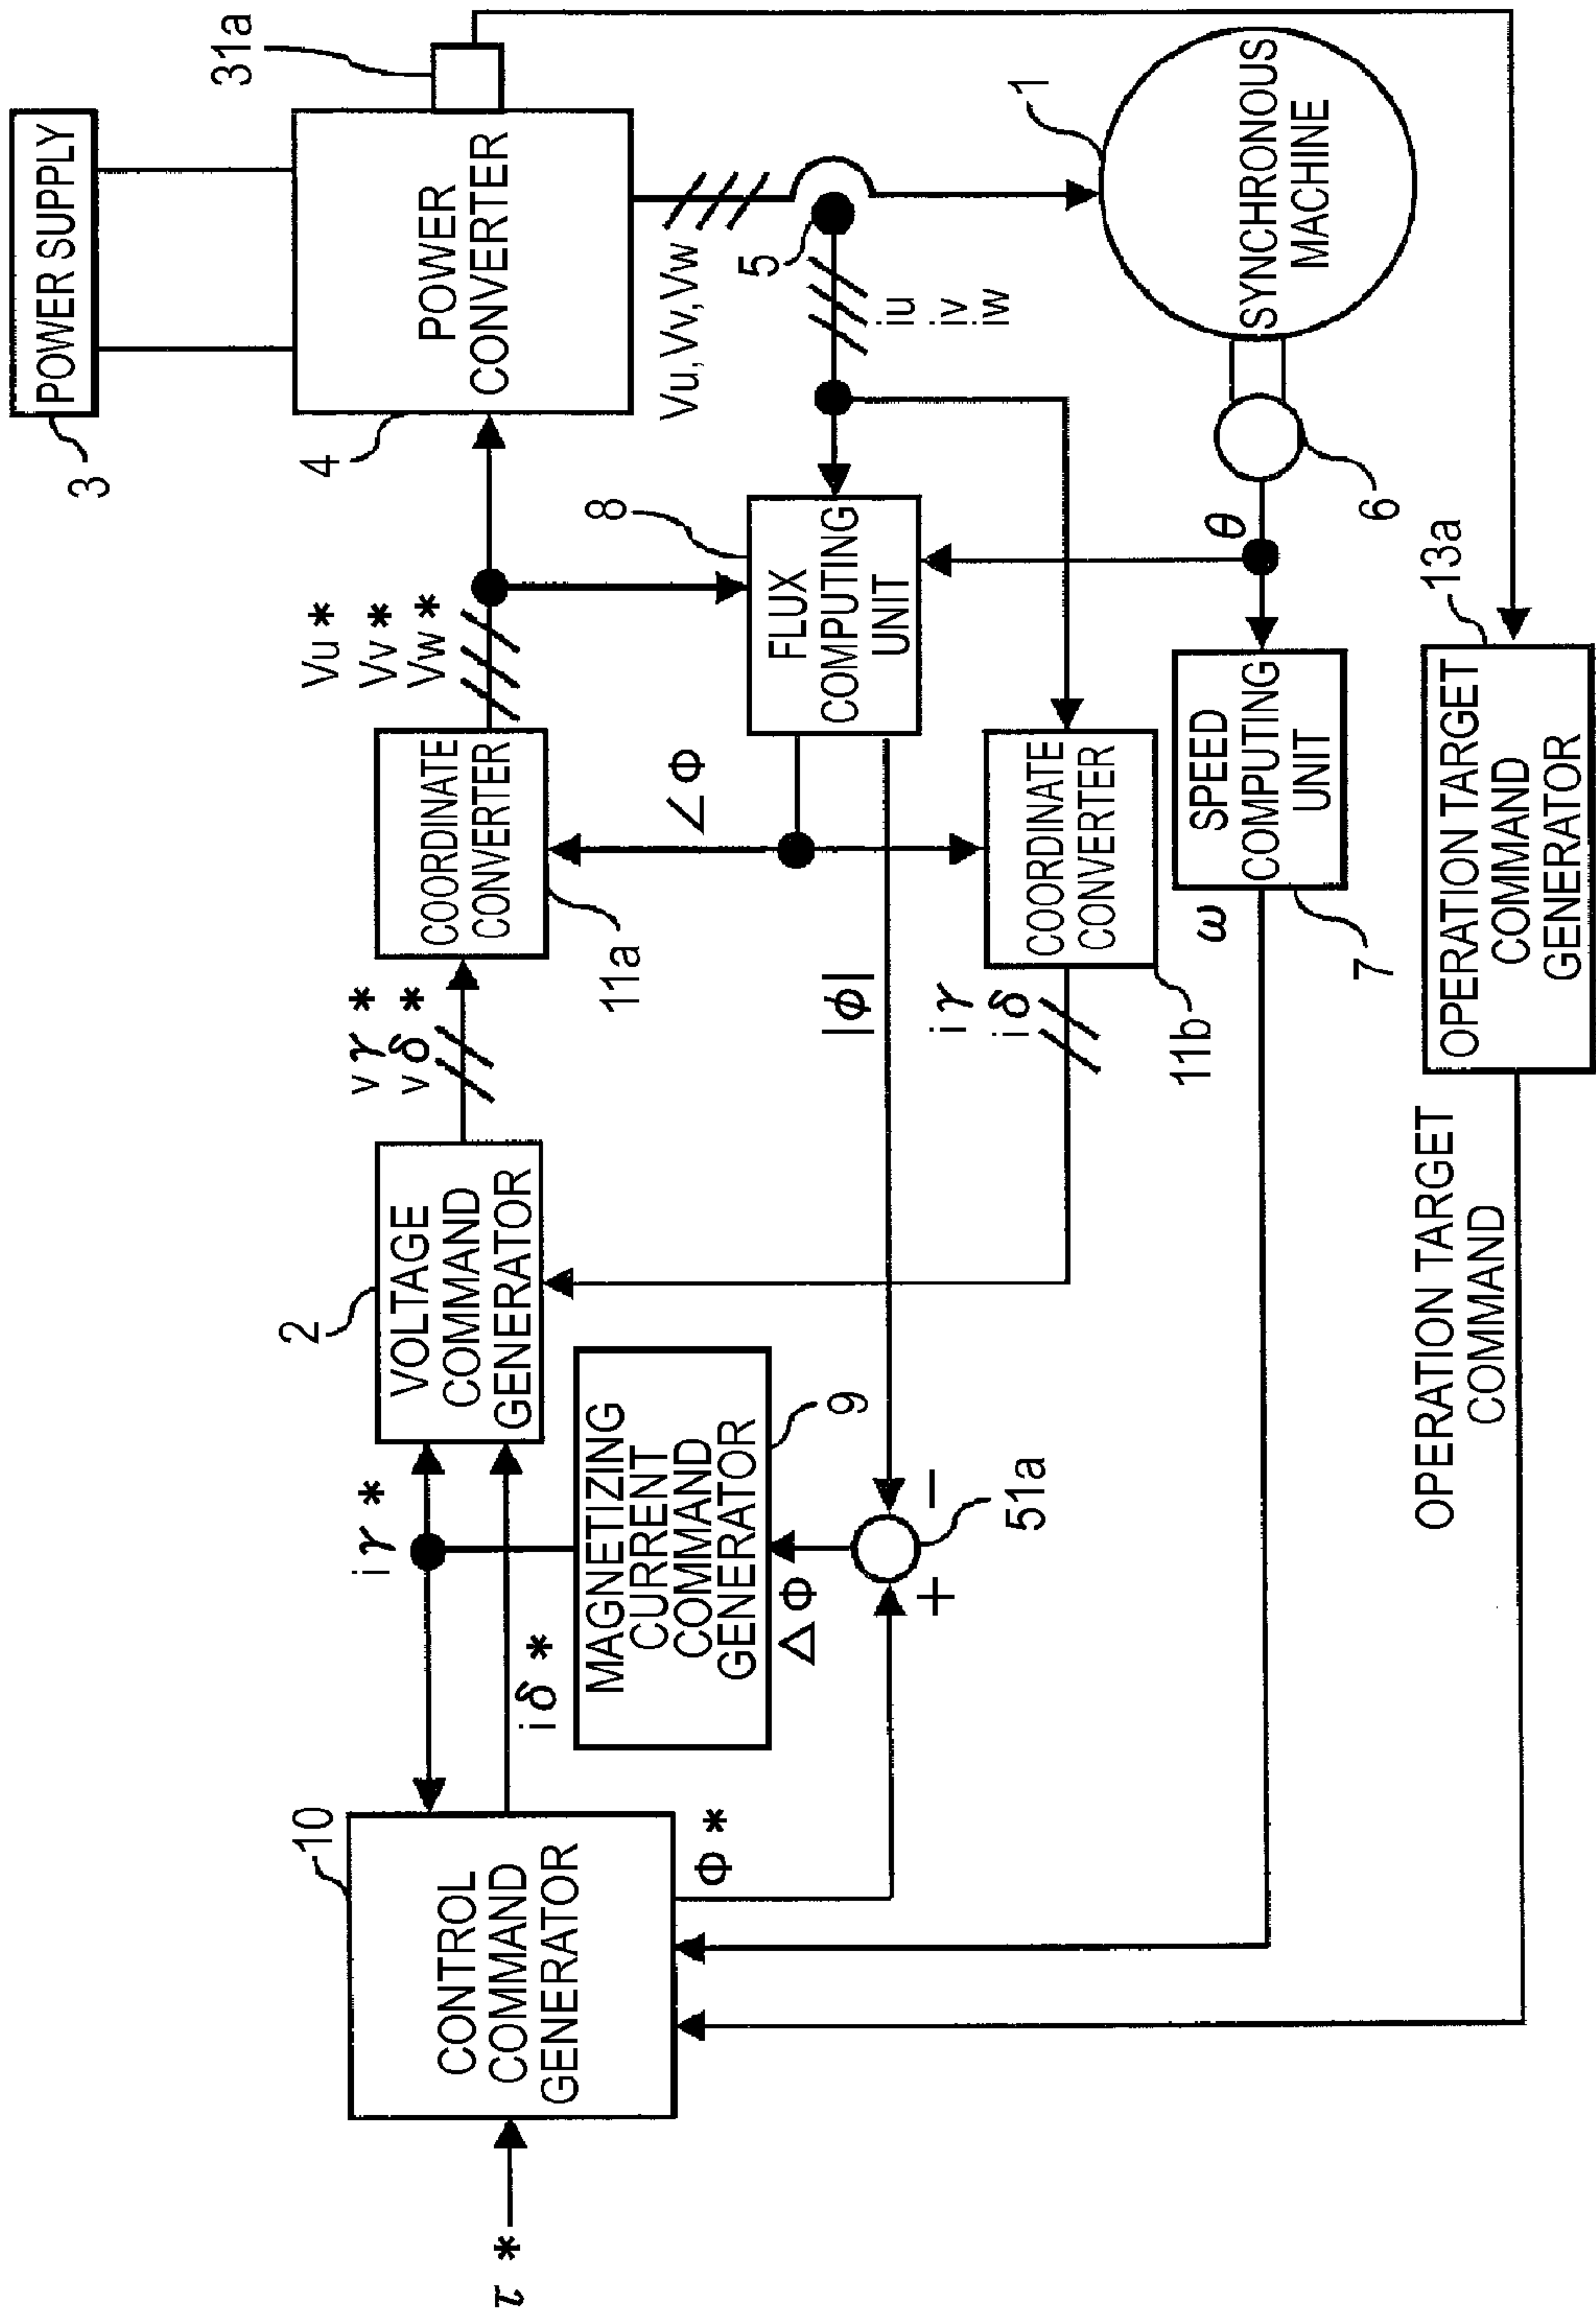 POWER SUPPLY
3
31a
POWER
CONVERTER
4
Vu, Vv, Vw
5
iu
iv
iw
1
SYNCHRONOUS
MACHINE
6
θ
Vu*
Vv*
Vw*
8
FLUX
COMPUTING
UNIT
COORDINATE
CONVERTER
11a
∠Φ
|ϕ|
COORDINATE
CONVERTER
11b
iγ
iδ
SPEED
COMPUTING
UNIT
7
ω
13a
OPERATION TARGET
COMMAND
GENERATOR
OPERATION TARGET
COMMAND
vγ*
vδ*
2
VOLTAGE
COMMAND
GENERATOR
iγ*
iδ*
MAGNETIZING
CURRENT
COMMAND
GENERATOR
9
ΔΦ
51a
+
−
10
CONTROL
COMMAND
GENERATOR
Φ*
τ*